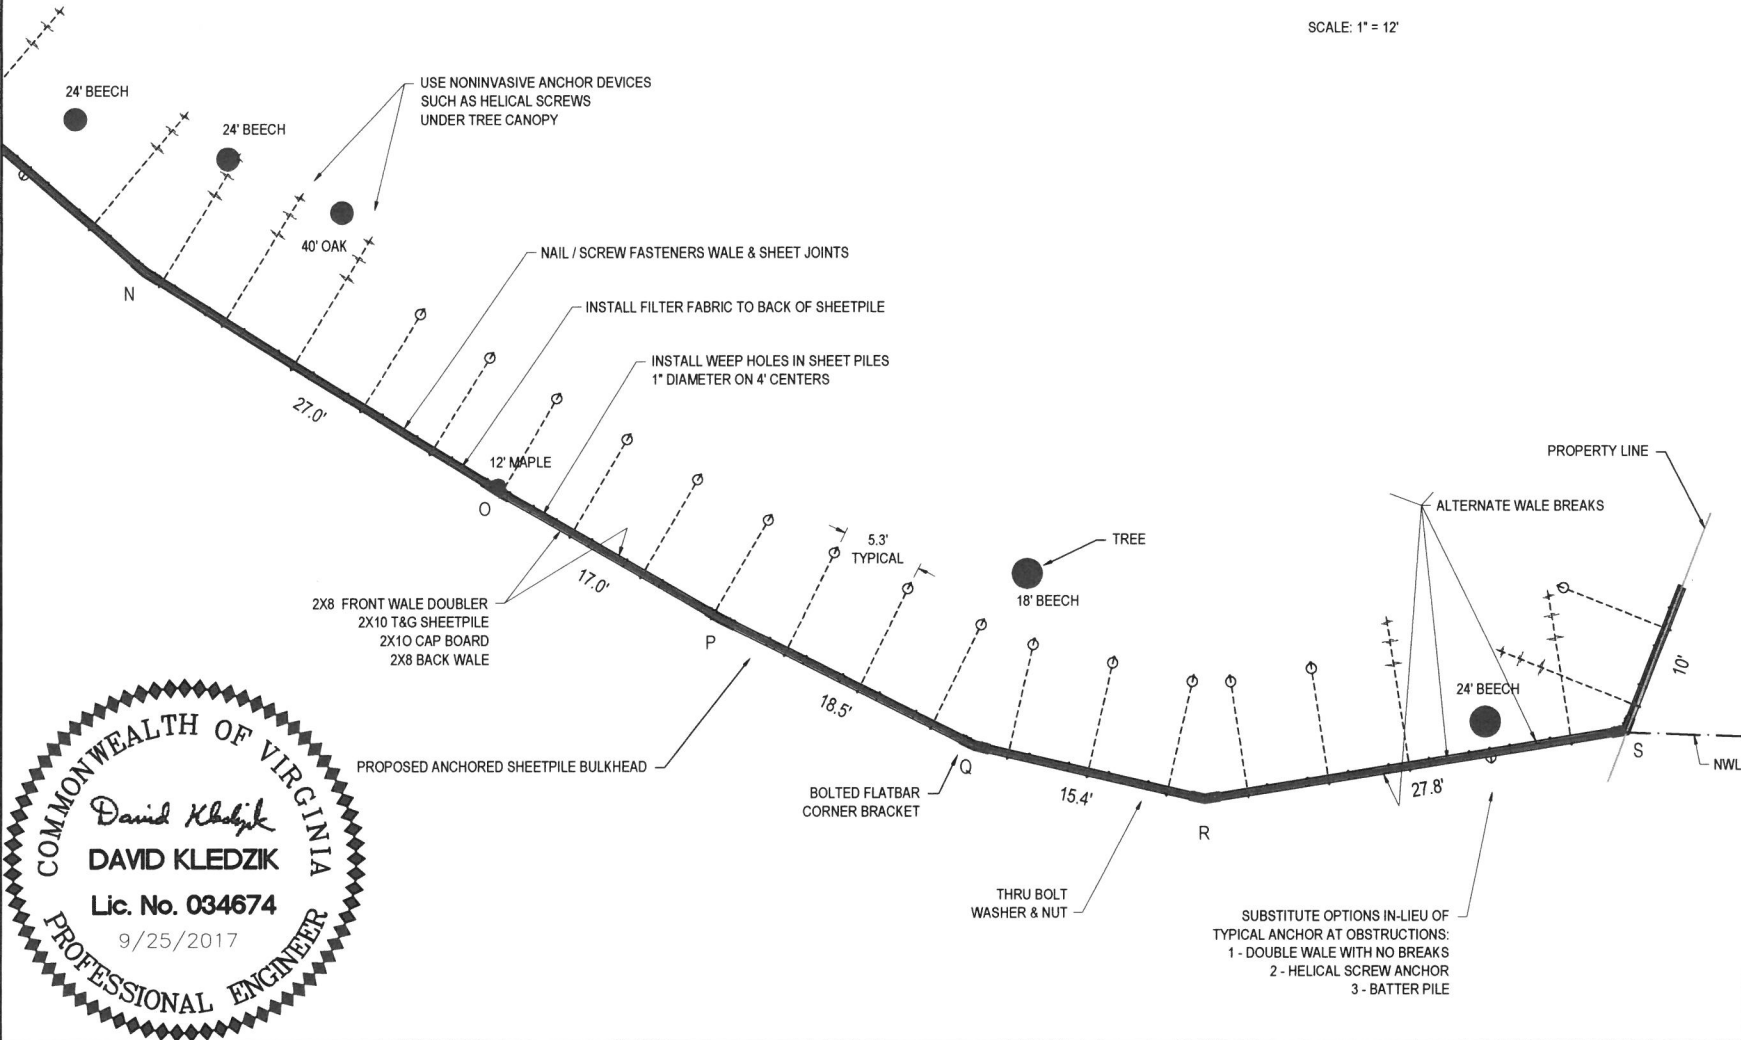 SCALE: 1" = 12'
24' BEECH
24' BEECH
USE NONINVASIVE ANCHOR DEVICES
SUCH AS HELICAL SCREWS
UNDER TREE CANOPY
40' OAK
N
NAIL / SCREW FASTENERS WALE & SHEET JOINTS
INSTALL FILTER FABRIC TO BACK OF SHEETPILE
INSTALL WEEP HOLES IN SHEET PILES
1" DIAMETER ON 4' CENTERS
27.0'
12' MAPLE
O
5.3'
TYPICAL
17.0'
2X8 FRONT WALE DOUBLER
2X10 T&G SHEETPILE
2X1O CAP BOARD
2X8 BACK WALE
P
TREE
18' BEECH
PROPERTY LINE
ALTERNATE WALE BREAKS
24' BEECH
10'
S
NWL
18.5'
PROPOSED ANCHORED SHEETPILE BULKHEAD
Q
BOLTED FLATBAR
CORNER BRACKET
15.4'
R
27.8'
THRU BOLT
WASHER & NUT
SUBSTITUTE OPTIONS IN-LIEU OF
TYPICAL ANCHOR AT OBSTRUCTIONS:
1 - DOUBLE WALE WITH NO BREAKS
2 - HELICAL SCREW ANCHOR
3 - BATTER PILE
COMMONWEALTH OF VIRGINIA
David Kledzik
DAVID KLEDZIK
Lic. No. 034674
9/25/2017
PROFESSIONAL ENGINEER